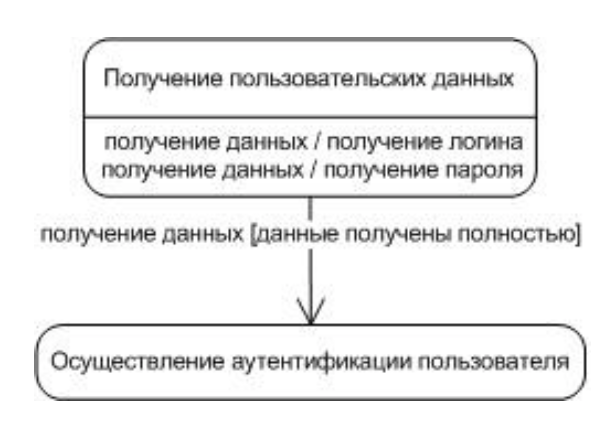 Получение пользовательских данных
получение данных / получение логина
получение данных / получение пароля
получение данных [данные получены полностью]
Осуществление аутентификации пользователя